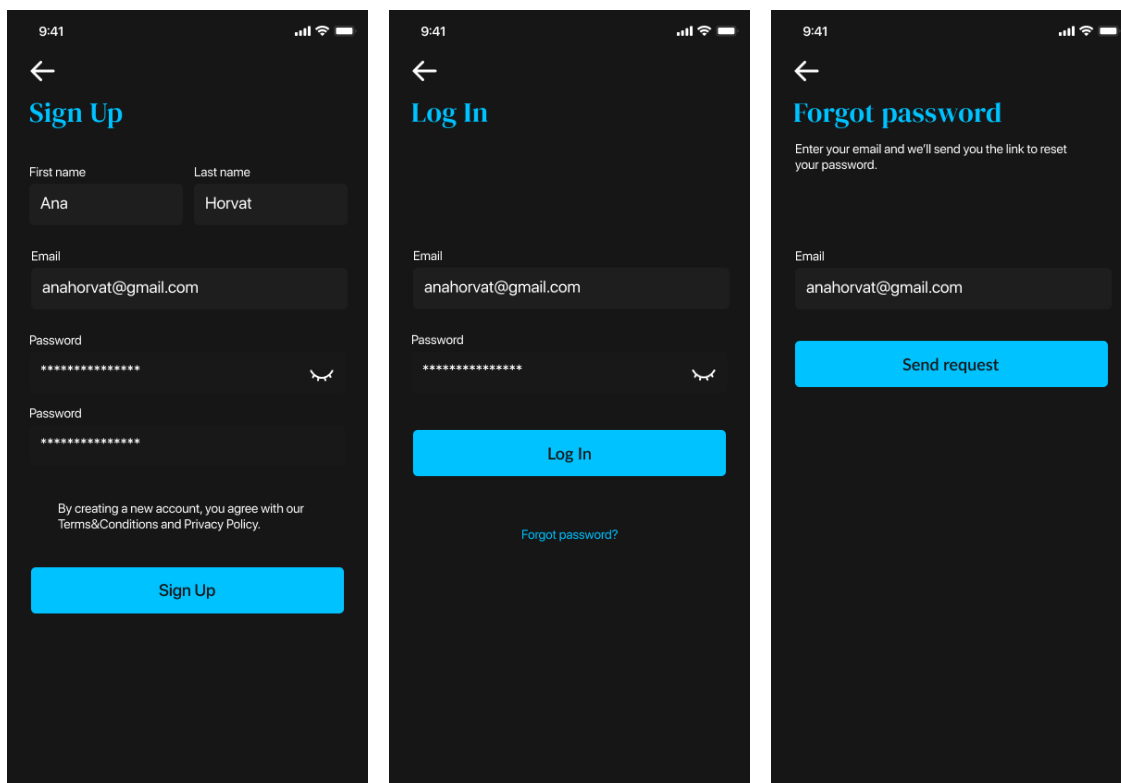 9:41
Sign Up
First name
Last name
Ana
Horvat
Email
anahorvat@gmail.com
Password
***************
Password
***************
By creating a new account, you agree with our
Terms&Conditions and Privacy Policy.
Sign Up
9:41
Log In
Email
anahorvat@gmail.com
Password
***************
Log In
Forgot password?
9:41
Forgot password
Enter your email and we'll send you the link to reset
your password.
Email
anahorvat@gmail.com
Send request